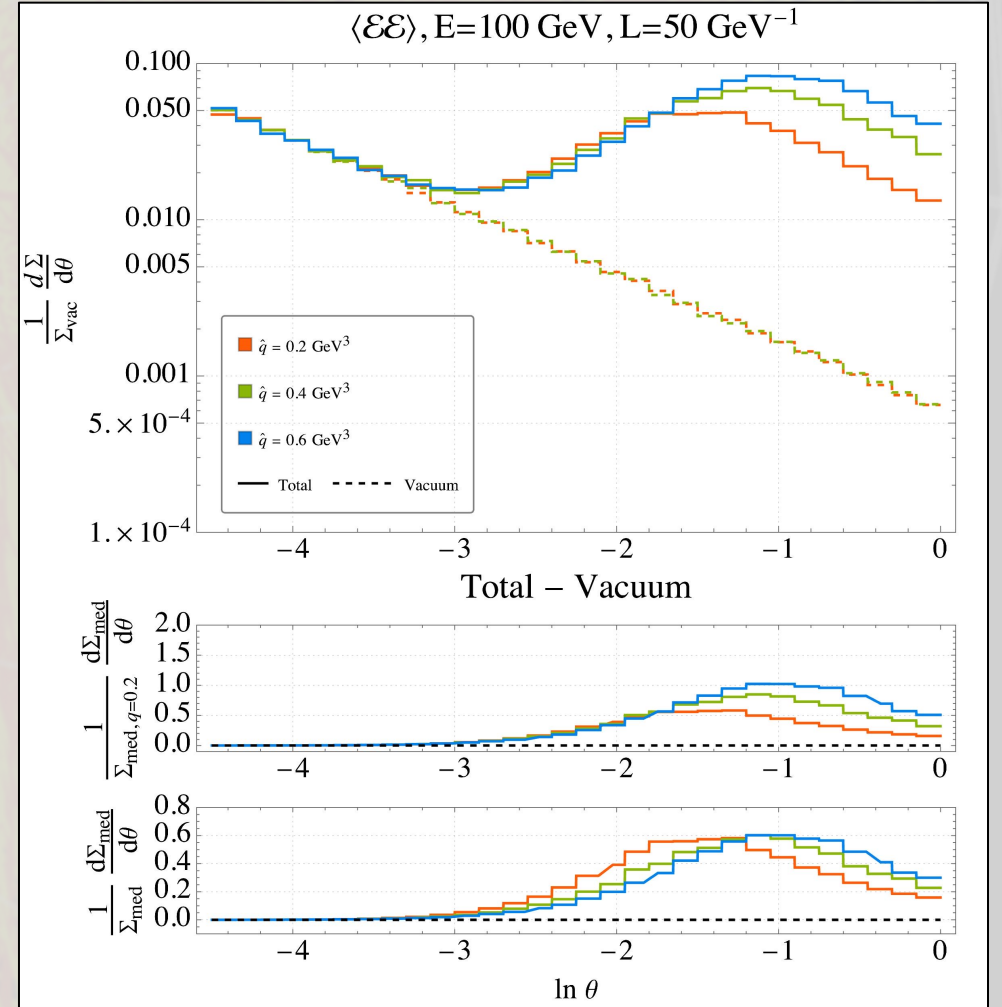 ⟨ℰℰ⟩, E=100 GeV, L=50 GeV⁻¹
1/Σ_vac dΣ/dθ
0.100
0.050
0.010
0.005
0.001
5.×10⁻⁴
1.×10⁻⁴
q̂ = 0.2 GeV³
q̂ = 0.4 GeV³
q̂ = 0.6 GeV³
Total Vacuum
−4 −3 −2 −1 0
Total − Vacuum
1/Σ_med, q=0.2 dΣ_med/dθ
2.0
1.5
1.0
0.5
0.0
−4 −3 −2 −1 0
1/Σ_med dΣ_med/dθ
0.8
0.6
0.4
0.2
0.0
−4 −3 −2 −1 0
ln θ